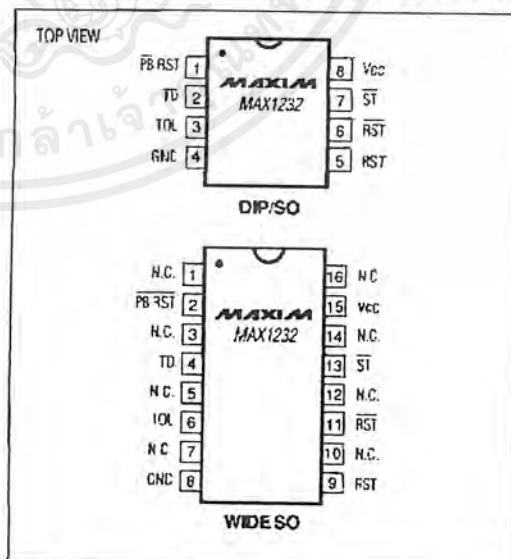 TOP VIEW
PB RST 1
TD 2
TOL 3
GND 4
MAXIM
MAX1232
8 Vcc
7 ST
6 RST
5 RST
DIP/SO
N.C. 1
PB RST 2
N.C. 3
TD 4
N.C. 5
TOL 6
N.C 7
GND 8
MAXIM
MAX1232
16 N.C
15 Vcc
14 N.C.
13 ST
12 N.C.
11 RST
10 N.C.
9 RST
WIDE SO